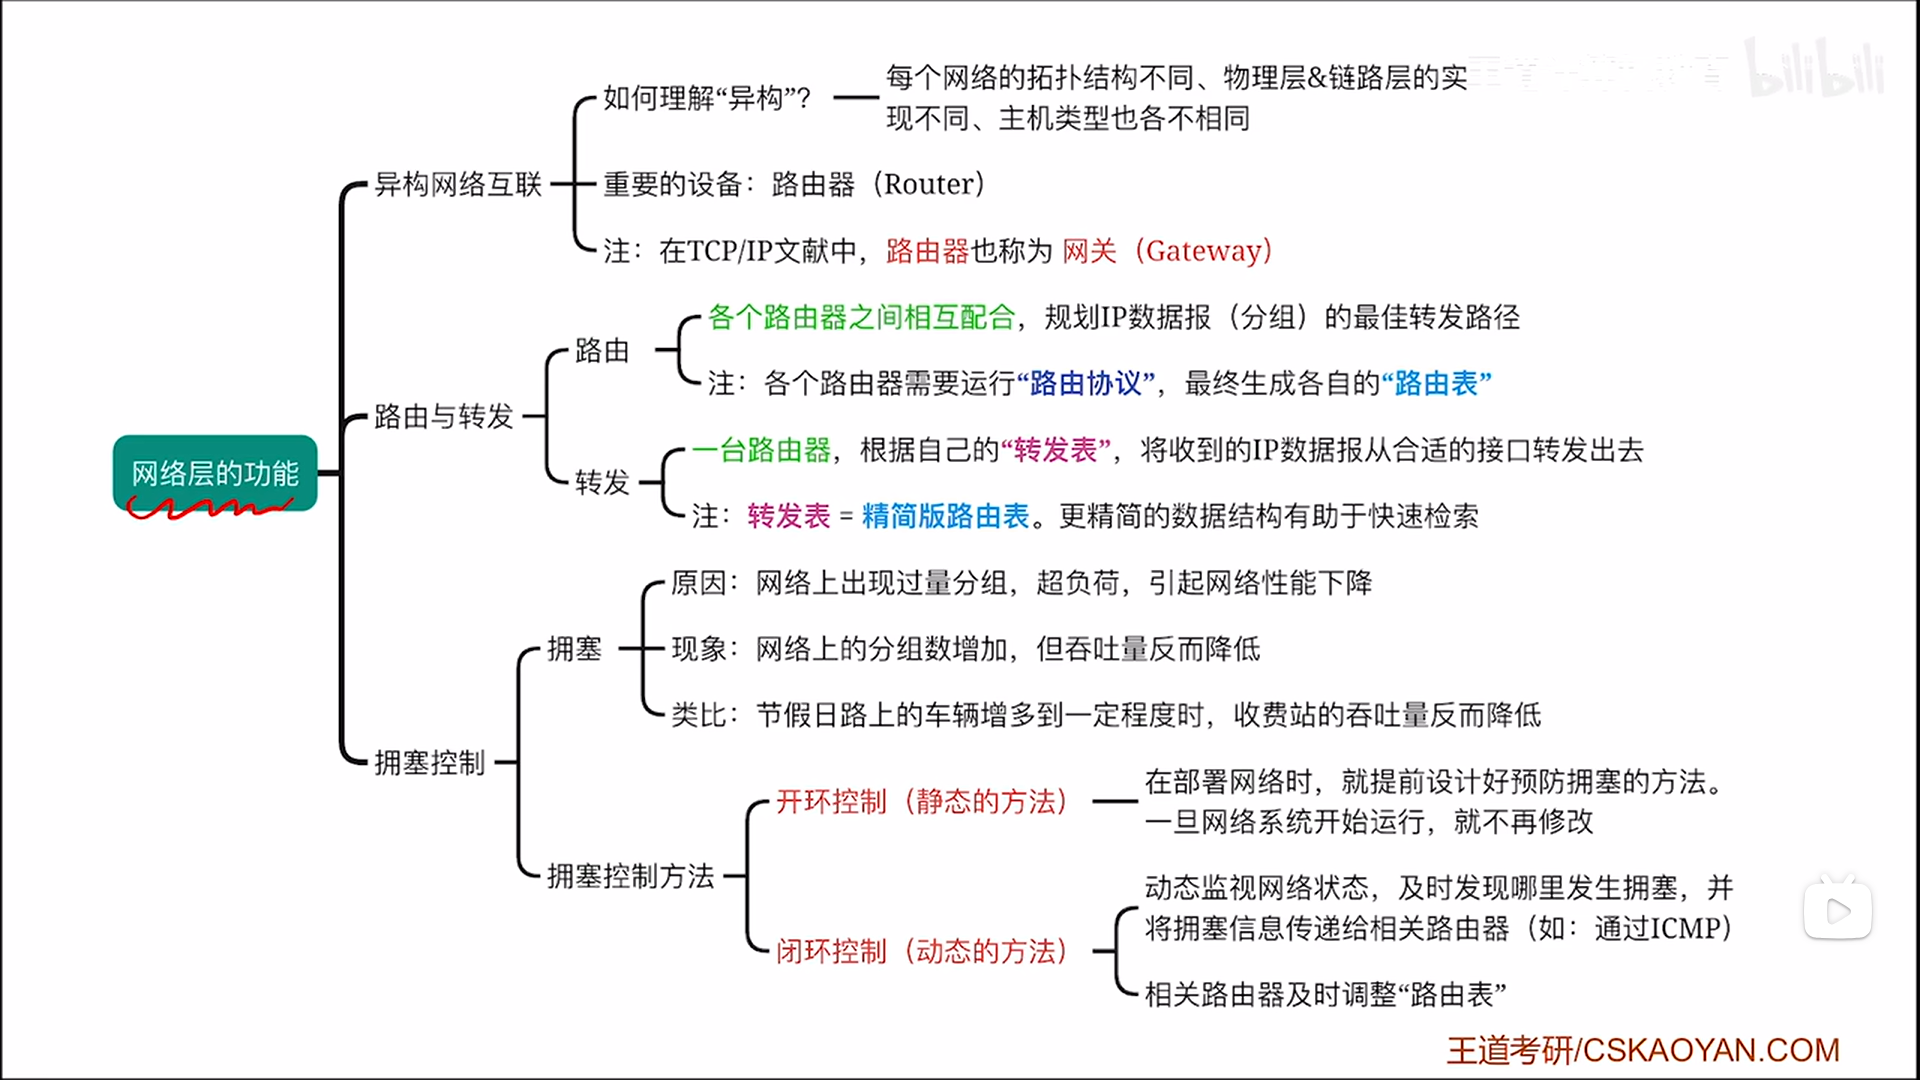 如何理解“异构”？
每个网络的拓扑结构不同、物理层&链路层的实
现不同、主机类型也各不相同
bilibili
异构网络互联
重要的设备：路由器（Router）
注：在TCP/IP文献中，路由器也称为 网关（Gateway）
路由与转发
路由
各个路由器之间相互配合，规划IP数据报（分组）的最佳转发路径
注：各个路由器需要运行“路由协议”，最终生成各自的“路由表”
网络层的功能
转发
一台路由器，根据自己的“转发表”，将收到的IP数据报从合适的接口转发出去
注：转发表 = 精简版路由表。更精简的数据结构有助于快速检索
拥塞控制
拥塞
原因：网络上出现过量分组，超负荷，引起网络性能下降
现象：网络上的分组数增加，但吞吐量反而降低
类比：节假日路上的车辆增多到一定程度时，收费站的吞吐量反而降低
拥塞控制方法
开环控制（静态的方法）
在部署网络时，就提前设计好预防拥塞的方法。
一旦网络系统开始运行，就不再修改
闭环控制（动态的方法）
动态监视网络状态，及时发现哪里发生拥塞，并
将拥塞信息传递给相关路由器（如：通过ICMP）
相关路由器及时调整“路由表”
王道考研/CSKAOYAN.COM